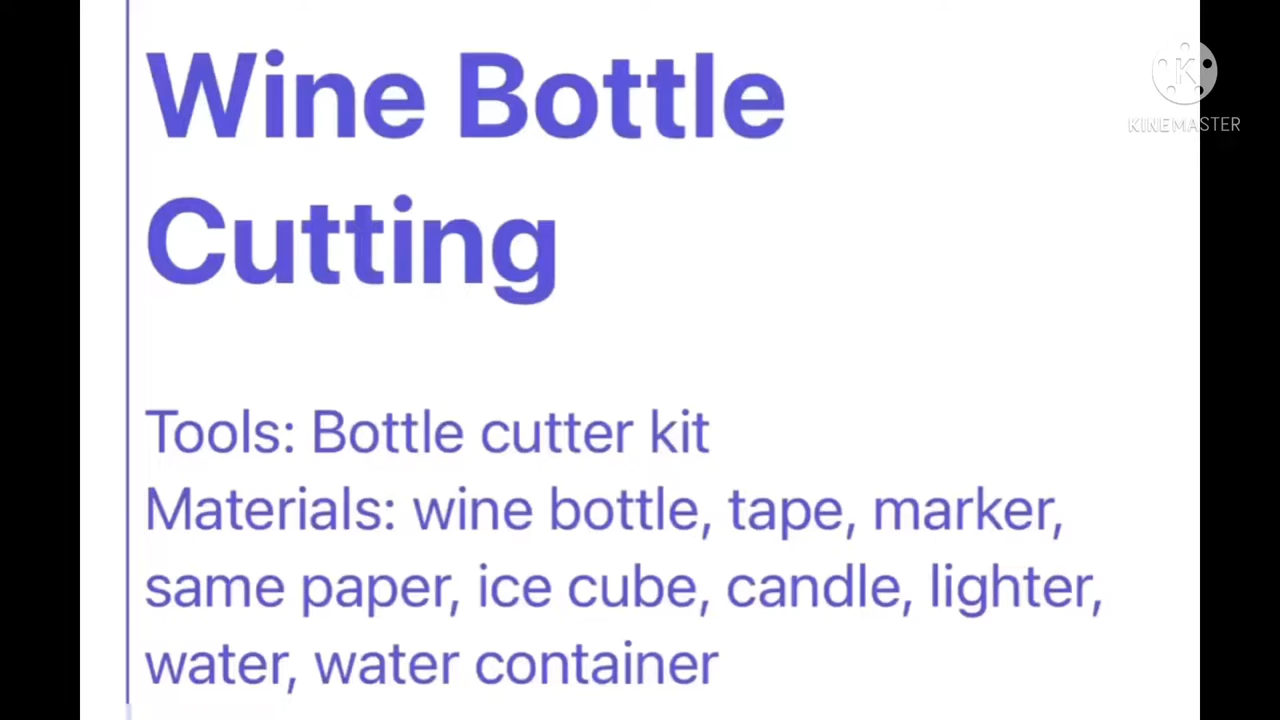 Wine Bottle
Cutting
Tools: Bottle cutter kit
Materials: wine bottle, tape, marker,
same paper, ice cube, candle, lighter,
water, water container
K
KINEMASTER